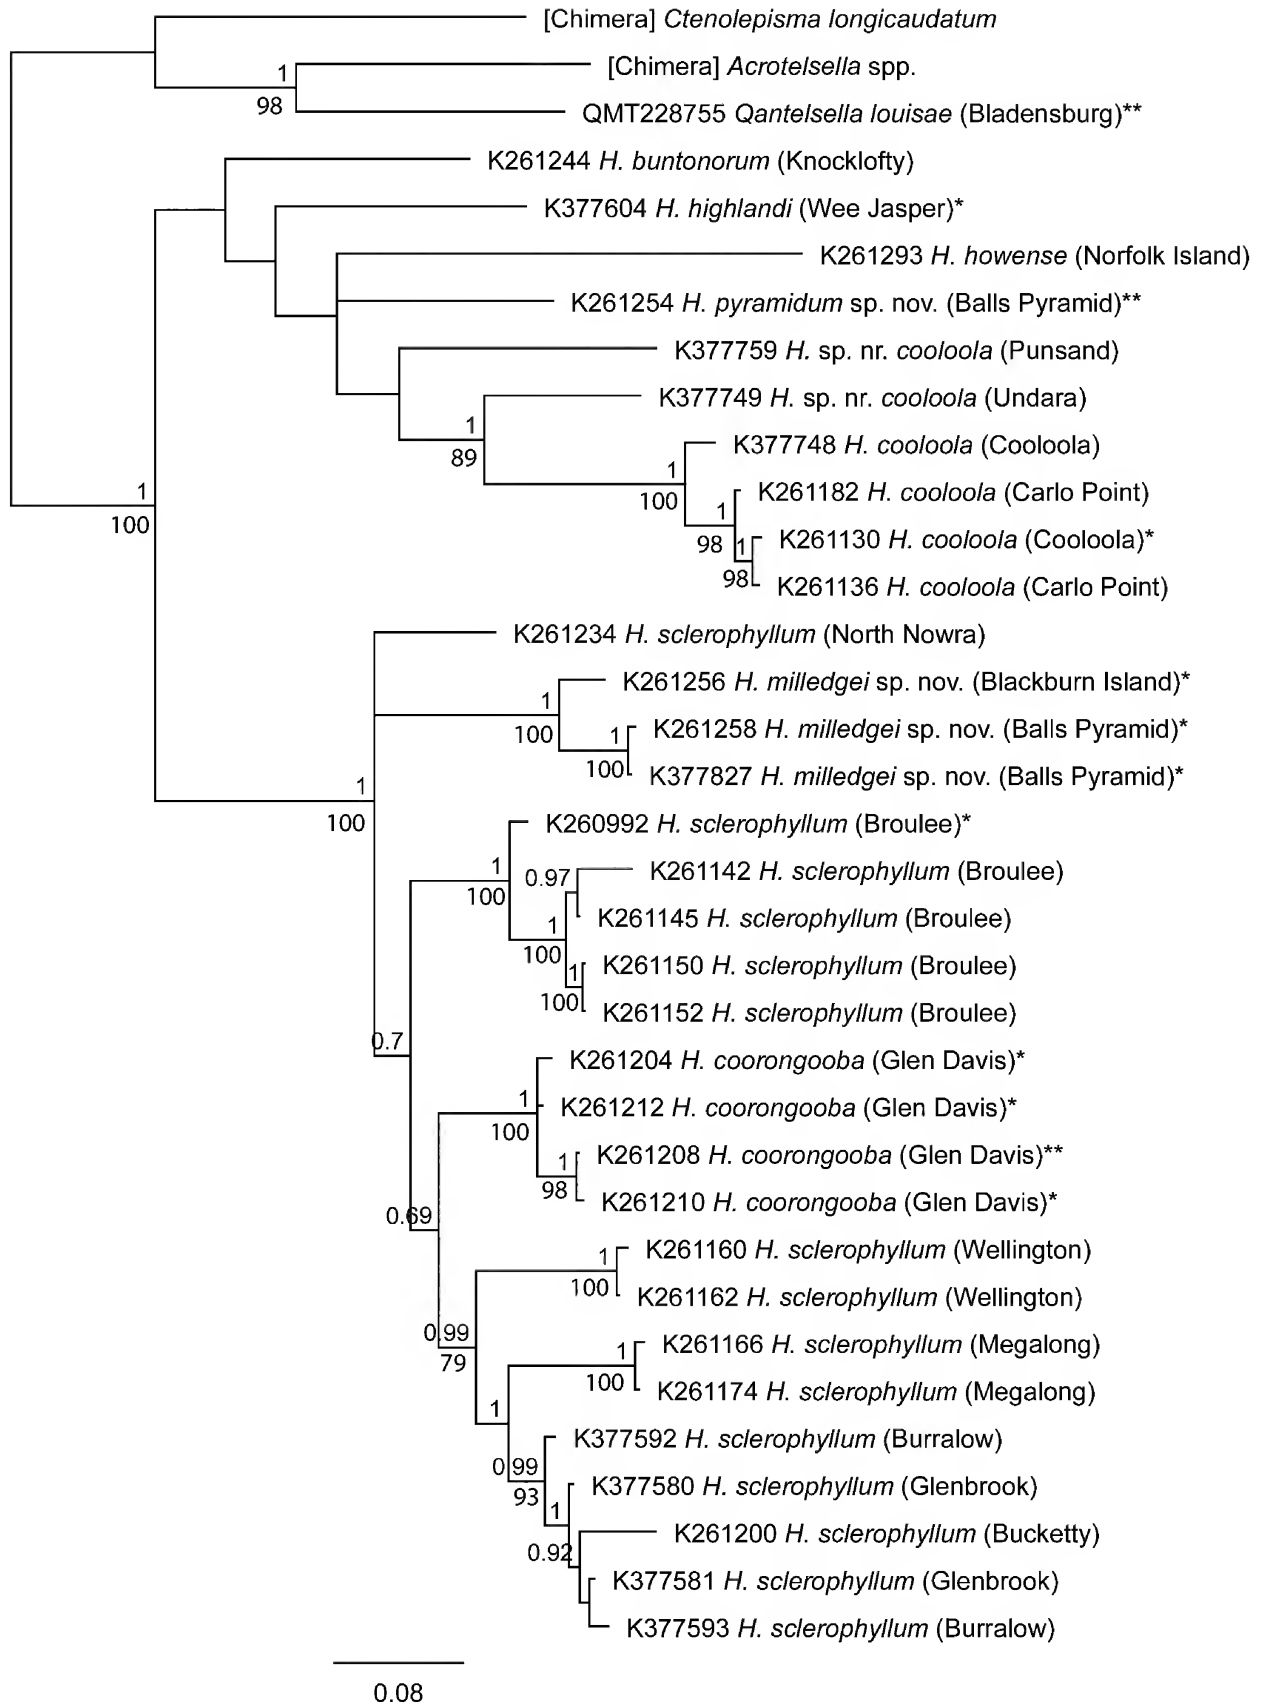 [Chimera] Ctenolepisma longicaudatum
1
[Chimera] Acrotelsella spp.
98
QMT228755 Qantelsella louisae (Bladensburg)**
K261244 H. buntonorum (Knocklofty)
K377604 H. highlandi (Wee Jasper)*
K261293 H. howense (Norfolk Island)
K261254 H. pyramidum sp. nov. (Balls Pyramid)**
K377759 H. sp. nr. cooloola (Punsand)
K377749 H. sp. nr. cooloola (Undara)
1
89
K377748 H. cooloola (Cooloola)
1
100
K261182 H. cooloola (Carlo Point)
1
98
1
100
K261130 H. cooloola (Cooloola)*
1
98
K261136 H. cooloola (Carlo Point)
K261234 H. sclerophyllum (North Nowra)
K261256 H. milledgei sp. nov. (Blackburn Island)*
1
100
K261258 H. milledgei sp. nov. (Balls Pyramid)*
1
100
K377827 H. milledgei sp. nov. (Balls Pyramid)*
1
100
K260992 H. sclerophyllum (Broulee)*
1
100
0.97
K261142 H. sclerophyllum (Broulee)
K261145 H. sclerophyllum (Broulee)
1
100
K261150 H. sclerophyllum (Broulee)
1
100
K261152 H. sclerophyllum (Broulee)
0.7
K261204 H. coorongooba (Glen Davis)*
1
100
K261212 H. coorongooba (Glen Davis)*
K261208 H. coorongooba (Glen Davis)**
1
98
K261210 H. coorongooba (Glen Davis)*
0.69
K261160 H. sclerophyllum (Wellington)
1
100
K261162 H. sclerophyllum (Wellington)
0.99
79
K261166 H. sclerophyllum (Megalong)
1
100
K261174 H. sclerophyllum (Megalong)
1
K377592 H. sclerophyllum (Burralow)
0.99
93
K377580 H. sclerophyllum (Glenbrook)
1
K261200 H. sclerophyllum (Bucketty)
0.92
K377581 H. sclerophyllum (Glenbrook)
K377593 H. sclerophyllum (Burralow)
0.08